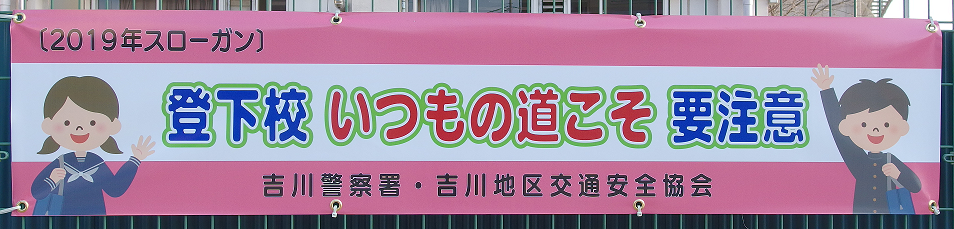 〔2019年スローガン〕
登下校 いつもの道こそ 要注意
吉川警察署・吉川地区交通安全協会